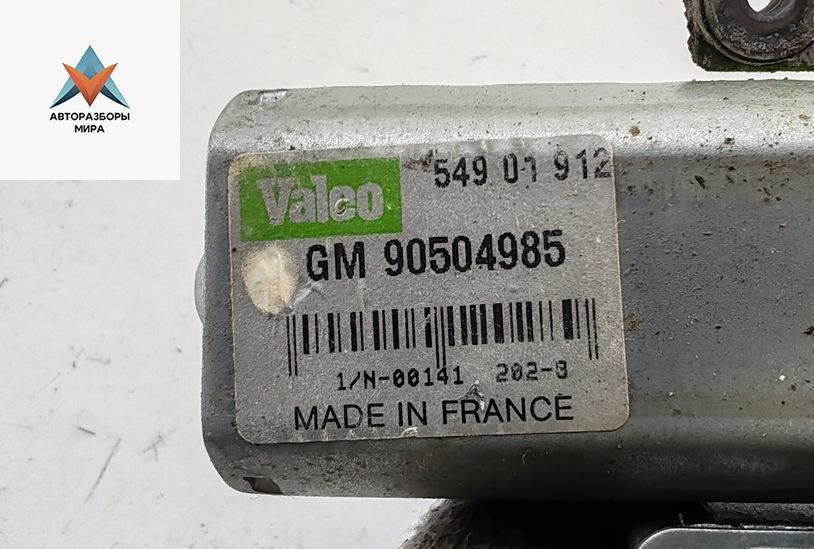 АВТОРАЗБОРЫ
МИРА
Valeo
549 01 912
GM 90504985
1/N-00141 202-3
MADE IN FRANCE